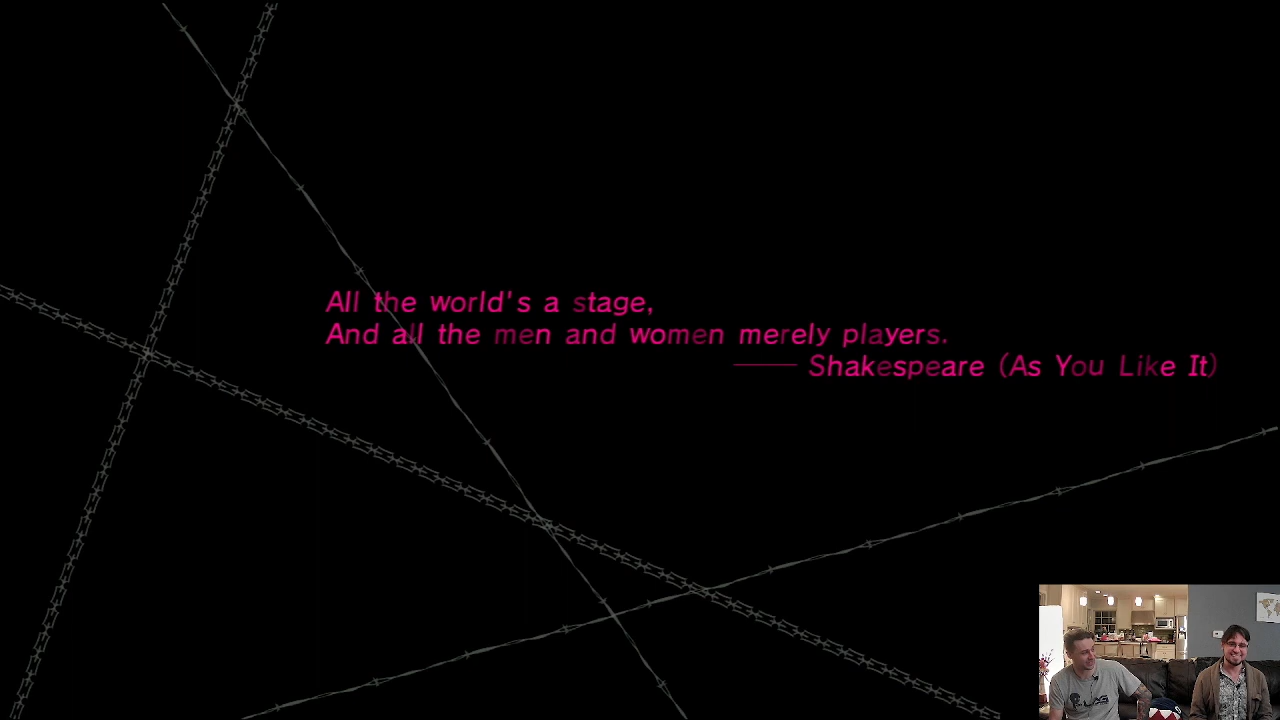 All the world's a stage,
And all the men and women merely players.
—— Shakespeare (As You Like It)